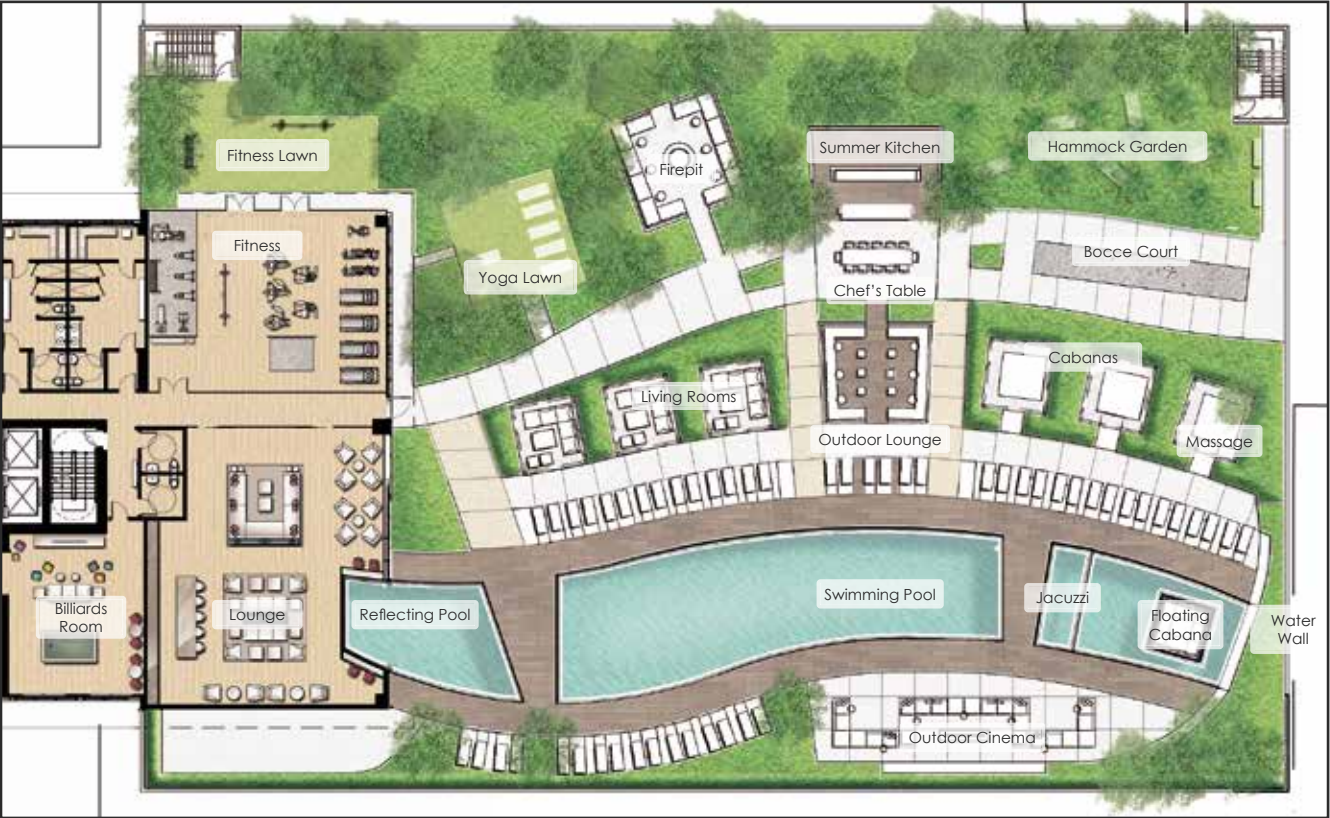 Fitness Lawn
Firepit
Summer Kitchen
Hammock Garden
Fitness
Yoga Lawn
Chef's Table
Bocce Court
Living Rooms
Outdoor Lounge
Cabanas
Massage
Billiards
Room
Lounge
Reflecting Pool
Swimming Pool
Jacuzzi
Floating
Cabana
Water
Wall
Outdoor Cinema